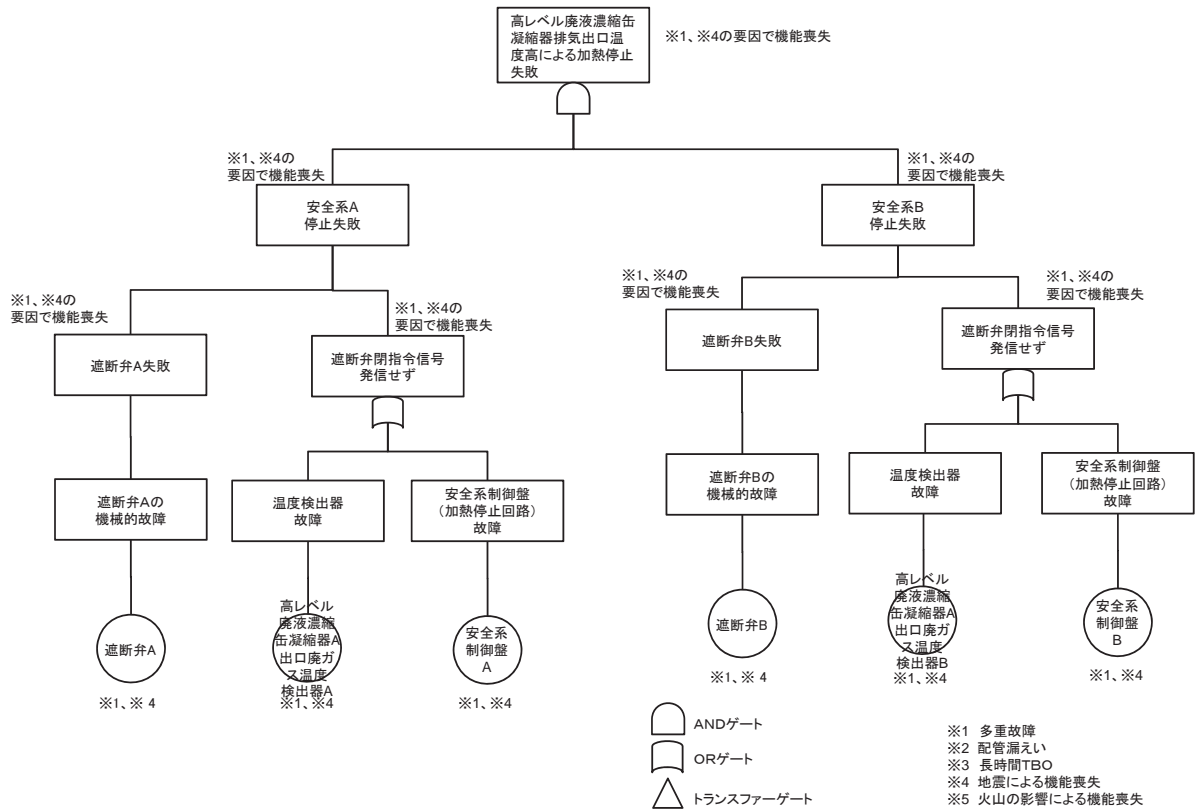 高レベル廃液濃縮缶
凝縮器排気出口温
度高による加熱停止
失敗
※1、※4の要因で機能喪失
※1、※4の
要因で機能喪失
安全系A
停止失敗
※1、※4の
要因で機能喪失
安全系B
停止失敗
※1、※4の
要因で機能喪失
遮断弁A失敗
※1、※4の
要因で機能喪失
遮断弁閉指令信号
発信せず
※1、※4の
要因で機能喪失
遮断弁B失敗
※1、※4の
要因で機能喪失
遮断弁閉指令信号
発信せず
遮断弁Aの
機械的故障
温度検出器
故障
安全系制御盤
(加熱停止回路)
故障
遮断弁Bの
機械的故障
温度検出器
故障
安全系制御盤
(加熱停止回路)
故障
遮断弁A
※1、※ 4
高レベル
廃液濃縮
缶凝縮器A
出口廃ガ
ス温度
検出器A
※1、※4
安全系
制御盤
A
※1、※4
遮断弁B
※1、※ 4
高レベル
廃液濃縮
缶凝縮器A
出口廃ガ
ス温度
検出器B
※1、※4
安全系
制御盤
B
※1、※4
ANDゲート
ORゲート
トランスファーゲート
※1 多重故障
※2 配管漏えい
※3 長時間TBO
※4 地震による機能喪失
※5 火山の影響による機能喪失